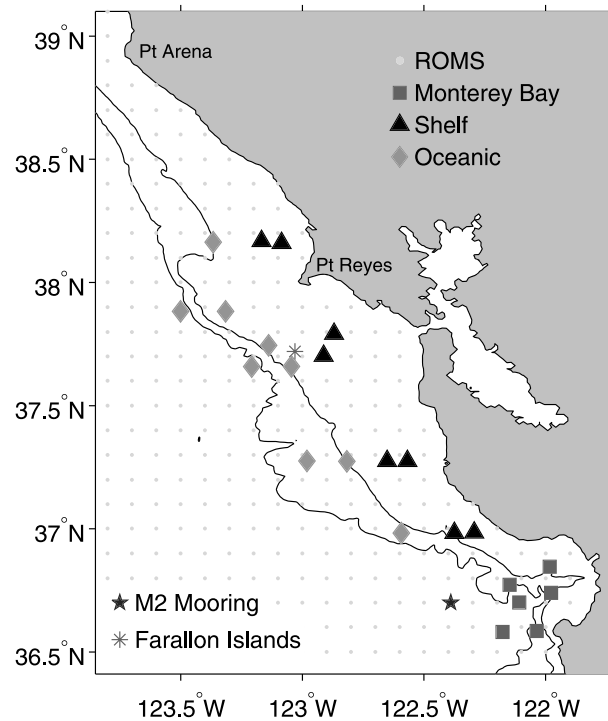 39°N
Pt Arena
ROMS
Monterey Bay
Shelf
Oceanic
38.5°N
Pt Reyes
38°N
37.5°N
37°N
M2 Mooring
Farallon Islands
36.5°N
123.5°W 123°W 122.5°W 122°W